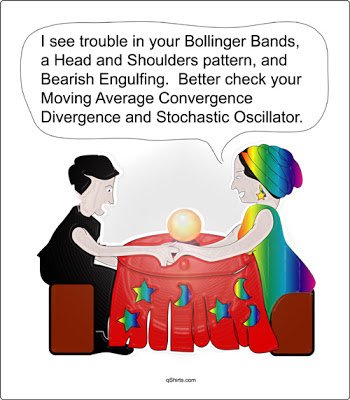 I see trouble in your Bollinger Bands,
a Head and Shoulders pattern, and
Bearish Engulfing.  Better check your
Moving Average Convergence
Divergence and Stochastic Oscillator.
qShirts.com